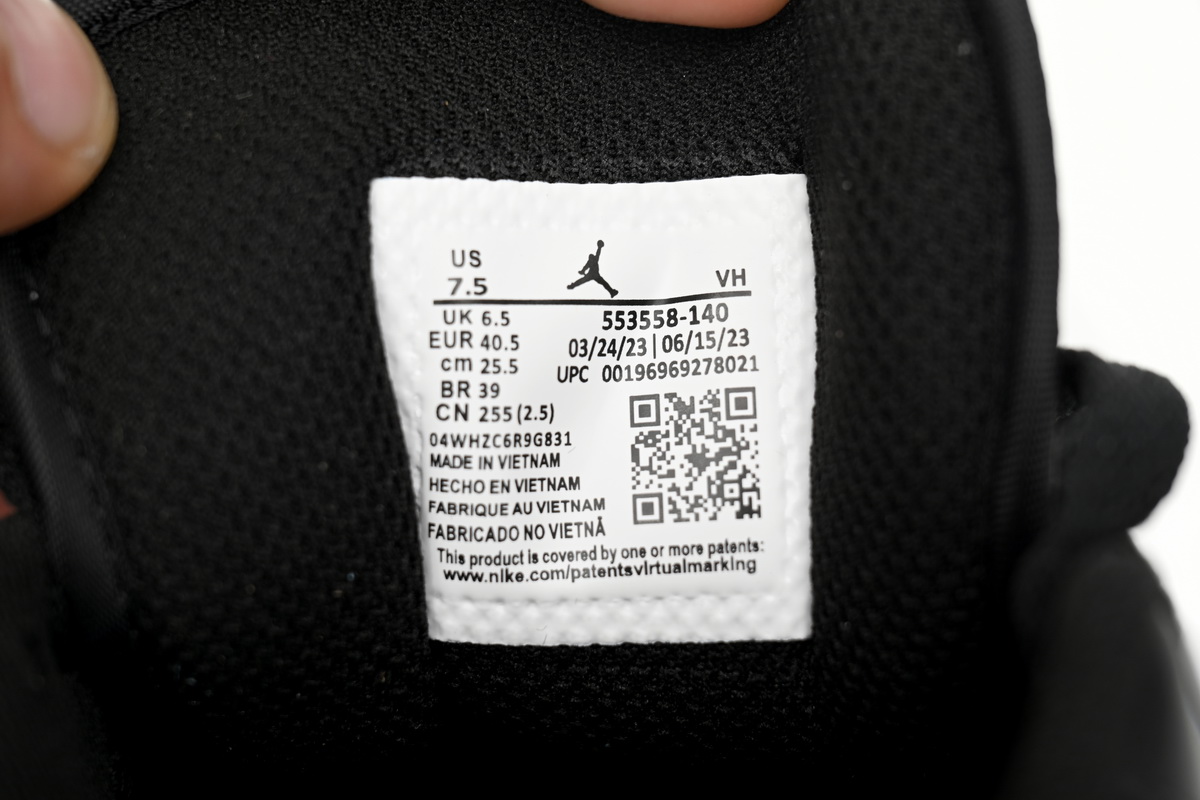 US
7.5
VH
UK 6.5
EUR 40.5
cm 25.5
BR 39
CN 255 (2.5)
553558-140
03/24/23 | 06/15/23
UPC 00196969278021
04WHZC6R9G831
MADE IN VIETNAM
HECHO EN VIETNAM
FABRIQUE AU VIETNAM
FABRICADO NO VIETNÃ
This product is covered by one or more patents:
www.nike.com/patentsvirtualmarking